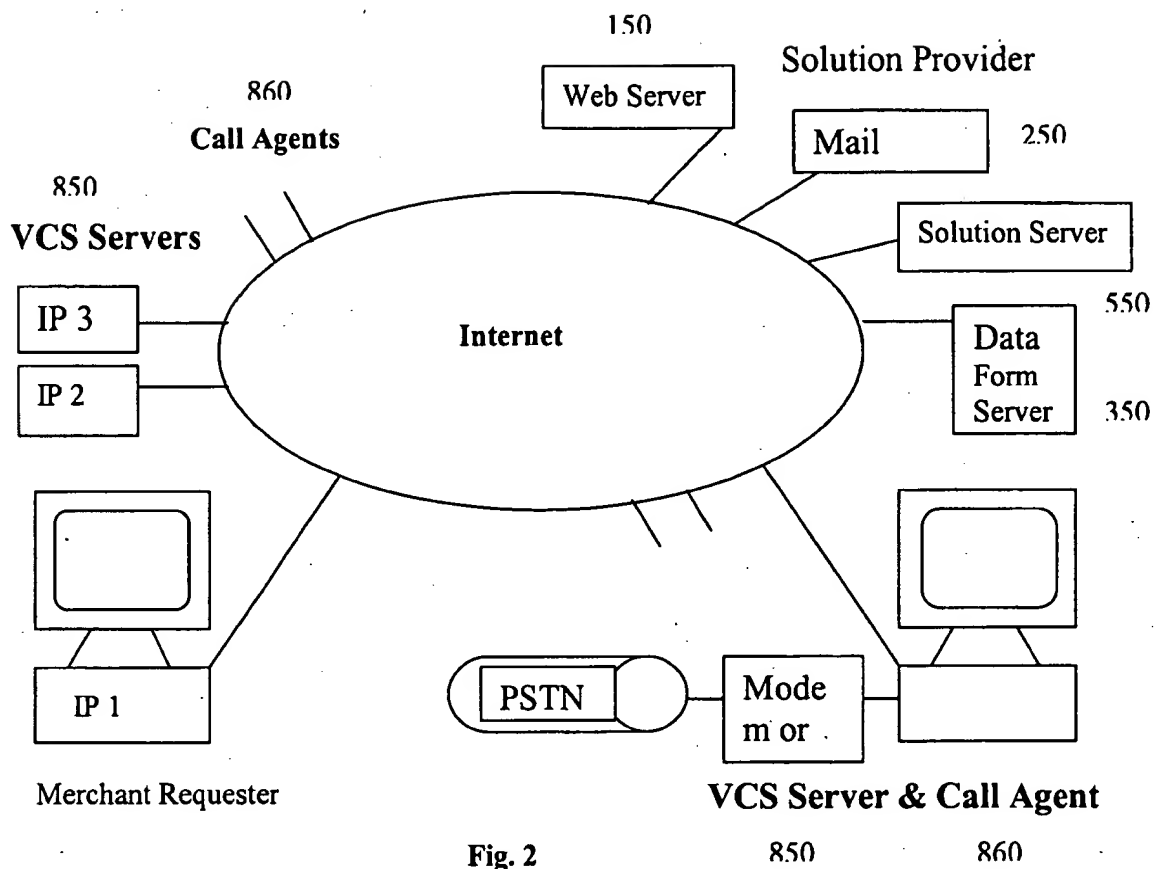 150
Solution Provider
860
Web Server
Call Agents
Mail
250
850
VCS Servers
Solution Server
IP 3
550
Internet
Data
Form
Server
IP 2
350
IP 1
PSTN
Mode
m or
Merchant Requester
VCS Server & Call Agent
Fig. 2
850
860